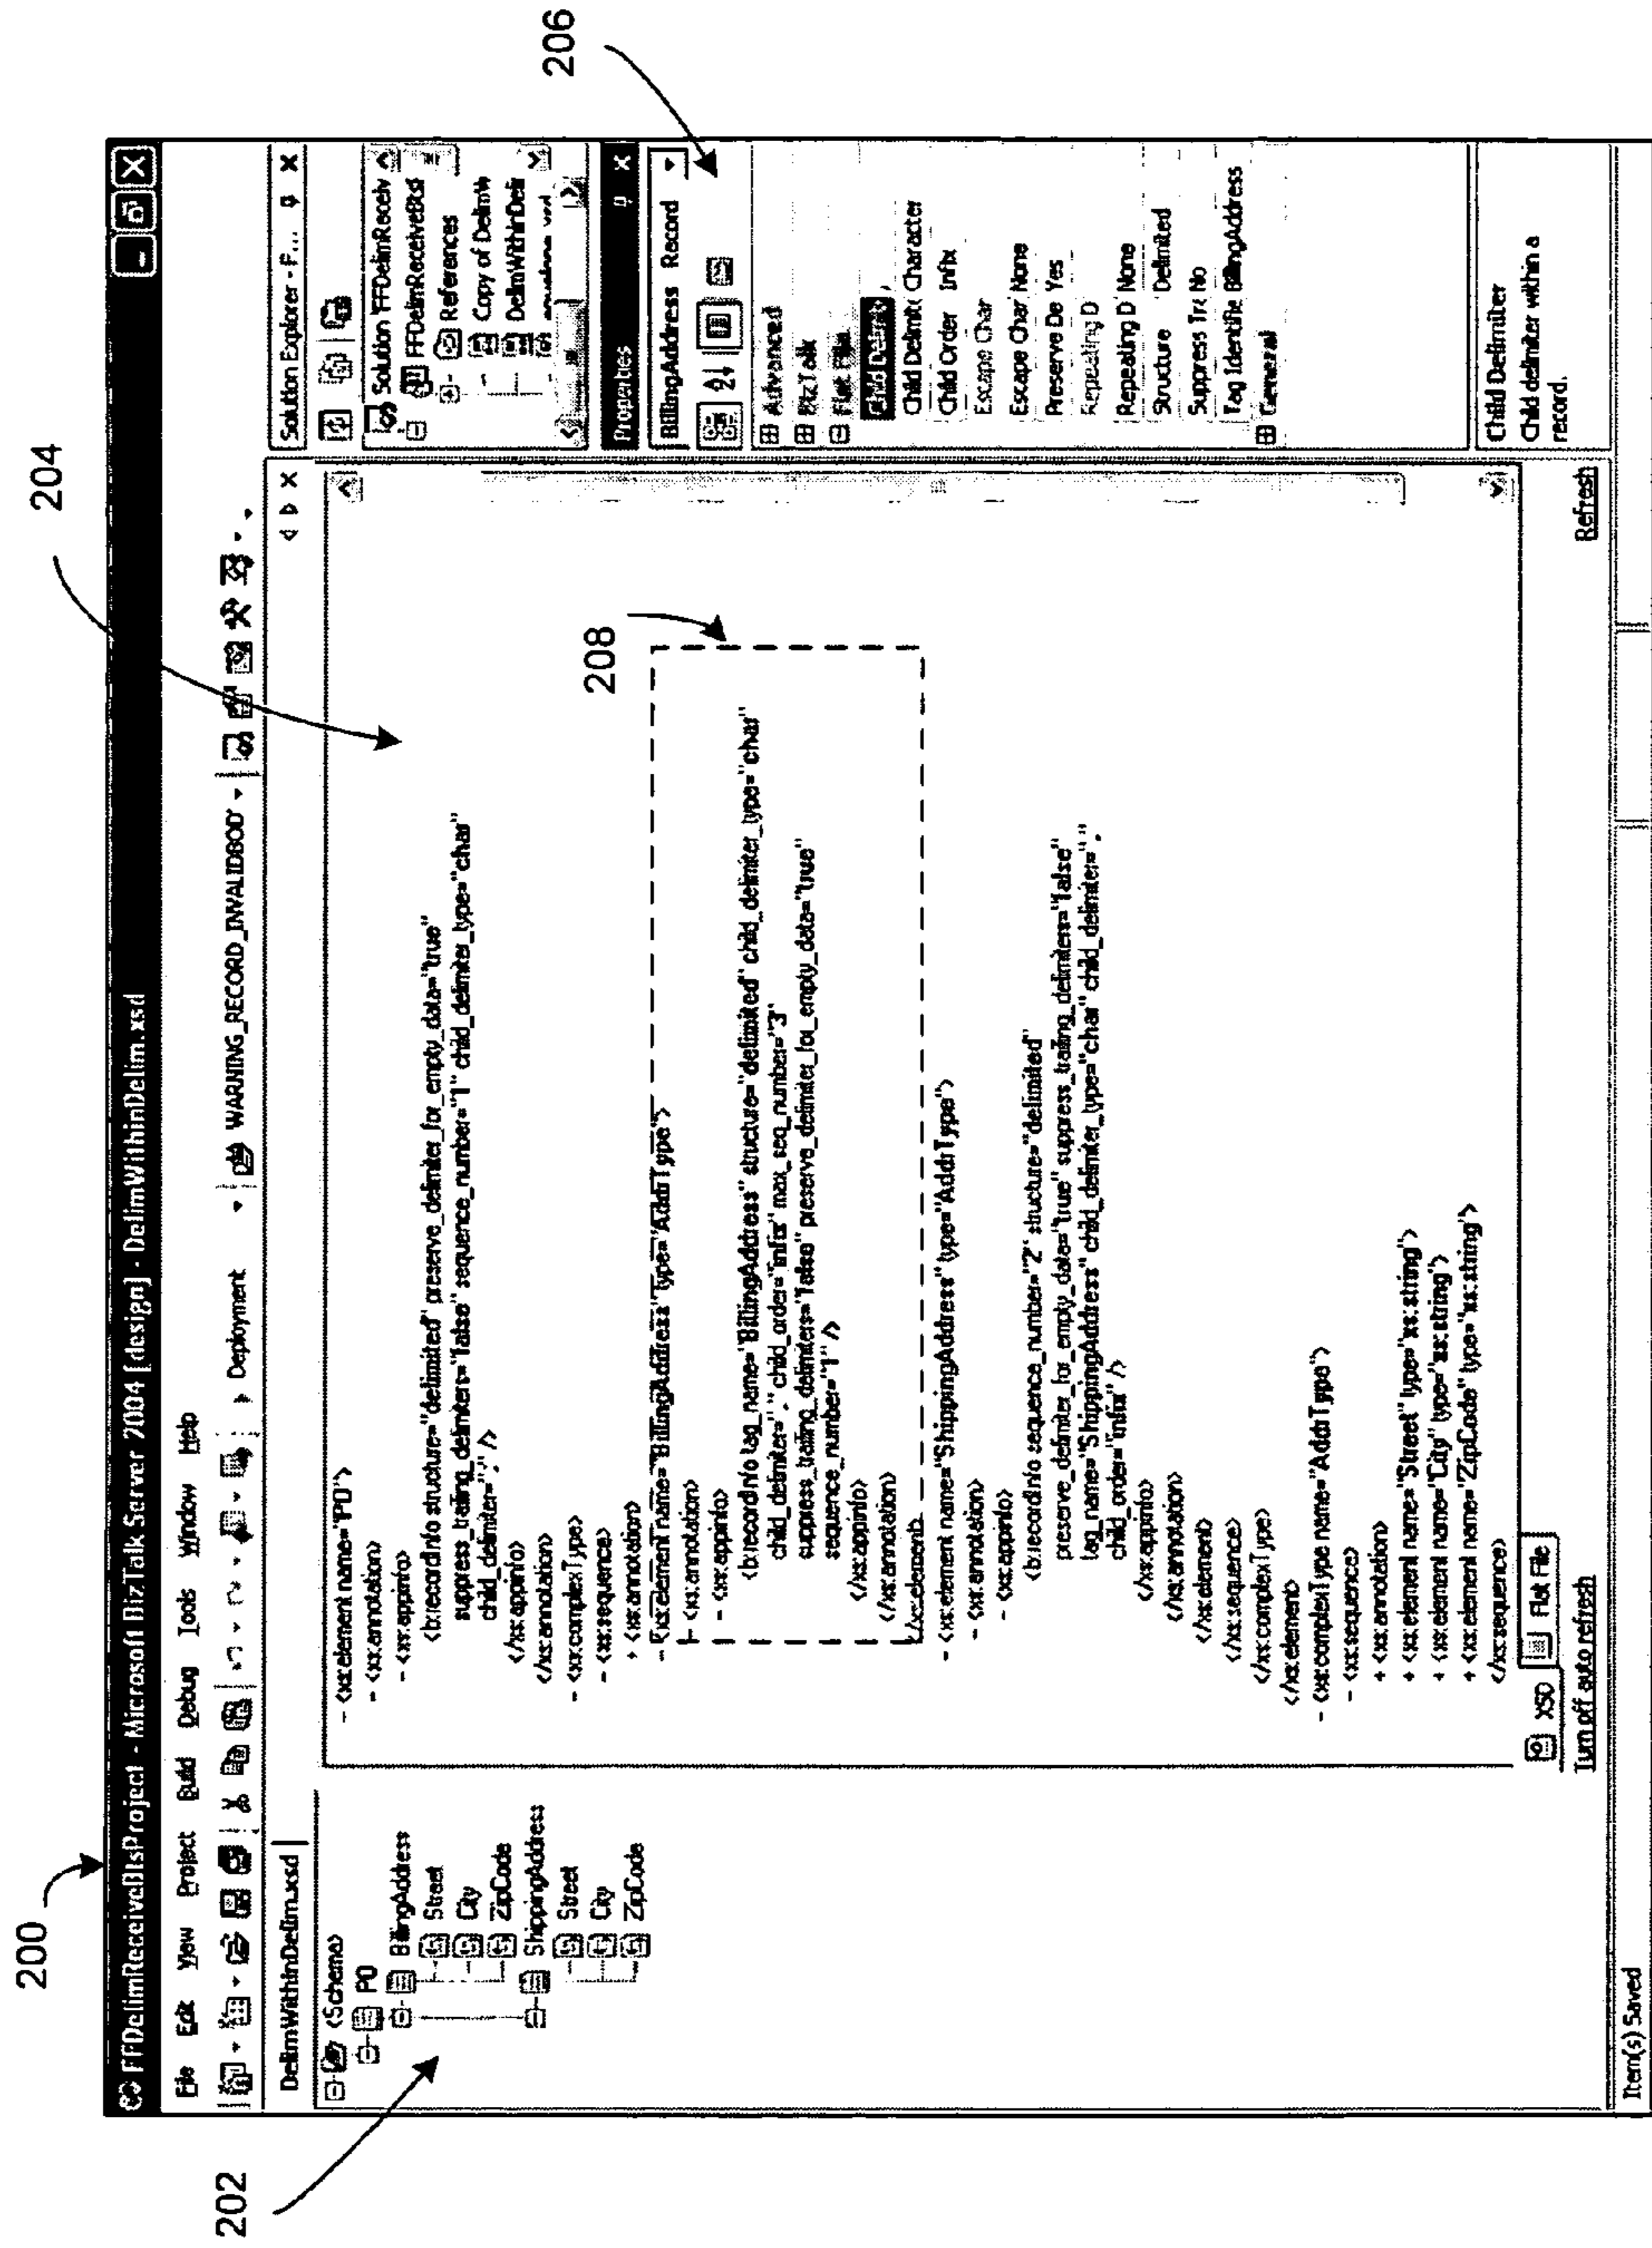 200
202
204
206
208
FFDelimReceiveBtsProject - Microsoft BizTalk Server 2004 [design] - DelimWithinDelim.xsd
File Edit View Project Build Debug Tools Window Help
Deployment
WARNING_RECORD_INVALIDBOD
DelimWithinDelim.xsd
<Schema>
PO
BillingAddress
Street
City
ZipCode
ShippingAddress
Street
City
ZipCode
- <xs:element name="PO">
- <xs:annotation>
- <xs:appinfo>
<b:recordInfo structure="delimited" preserve_delimiter_for_empty_data="true"
suppress_trailing_delimiters="false" sequence_number="1" child_delimiter_type="char"
child_delimiter=";" />
</xs:appinfo>
</xs:annotation>
- <xs:complexType>
- <xs:sequence>
+ <xs:annotation>
- <xs:element name="BillingAddress" type="AddrType">
- <xs:annotation>
- <xs:appinfo>
<b:recordInfo tag_name="BillingAddress" structure="delimited" child_delimiter_type="char"
child_delimiter="," child_order="infix" max_seq_number="3"
suppress_trailing_delimiters="false" preserve_delimiter_for_empty_data="true"
sequence_number="1" />
</xs:appinfo>
</xs:annotation>
</xs:element>
- <xs:element name="ShippingAddress" type="AddrType">
- <xs:annotation>
- <xs:appinfo>
<b:recordInfo sequence_number="2" structure="delimited"
preserve_delimiter_for_empty_data="true" suppress_trailing_delimiters="false"
tag_name="ShippingAddress" child_delimiter_type="char" child_delimiter=","
child_order="infix" />
</xs:appinfo>
</xs:annotation>
</xs:element>
</xs:sequence>
</xs:complexType>
</xs:element>
- <xs:complexType name="AddrType">
- <xs:sequence>
+ <xs:annotation>
+ <xs:element name="Street" type="xs:string">
+ <xs:element name="City" type="xs:string">
+ <xs:element name="ZipCode" type="xs:string">
</xs:sequence>
XSD Flat File
Turn off auto refresh
Refresh
Solution Explorer - F...
Solution 'FFDelimReceiv
FFDelimReceiveBtsf
References
Copy of DelimW
DelimWithinDeli
Properties
BillingAddress Record
Advanced
BizTalk
Flat File
Child Delimit ,
Child Delimit Character
Child Order Infix
Escape Char
Escape Char None
Preserve De Yes
Repeating D
Repeating D None
Structure Delimited
Suppress Tra No
Tag Identifie BillingAddress
General
Child Delimiter
Child delimiter within a
record.
Item(s) Saved